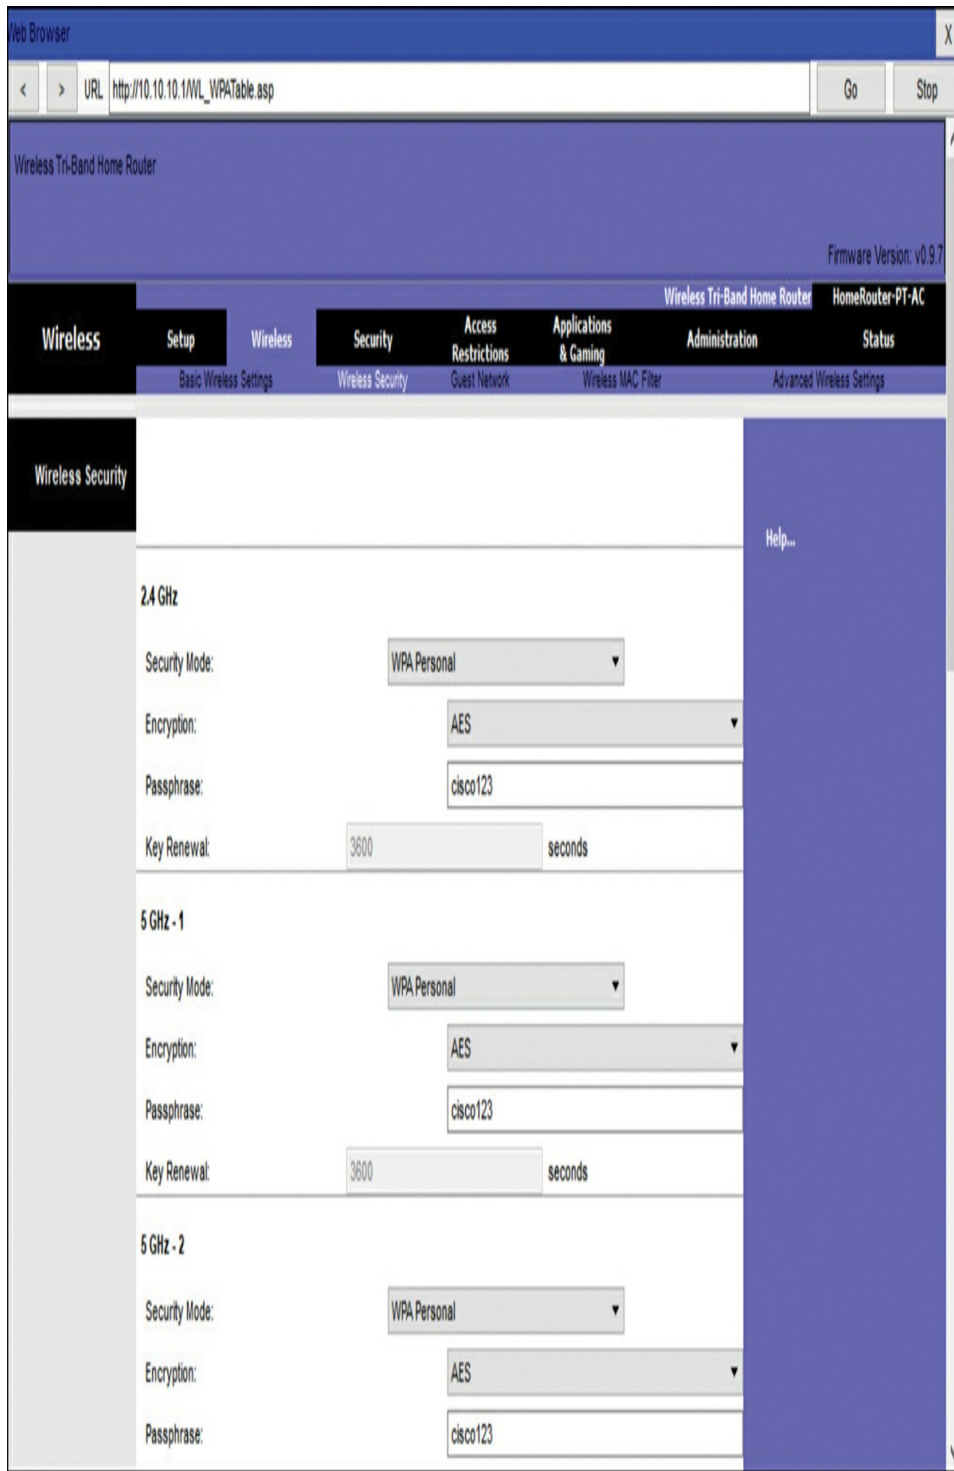 Web Browser
X
< > URL http://10.10.10.1/WL_WPATable.asp Go Stop
Wireless Tri-Band Home Router
Firmware Version: v0.9.7
Wireless Tri-Band Home Router HomeRouter-PT-AC
Wireless Setup Wireless Security Access Restrictions Applications & Gaming Administration Status
Basic Wireless Settings Wireless Security Guest Network Wireless MAC Filter Advanced Wireless Settings
Wireless Security
Help...
2.4 GHz
Security Mode: WPA Personal
Encryption: AES
Passphrase: cisco123
Key Renewal: 3600 seconds
5 GHz - 1
Security Mode: WPA Personal
Encryption: AES
Passphrase: cisco123
Key Renewal: 3600 seconds
5 GHz - 2
Security Mode: WPA Personal
Encryption: AES
Passphrase: cisco123